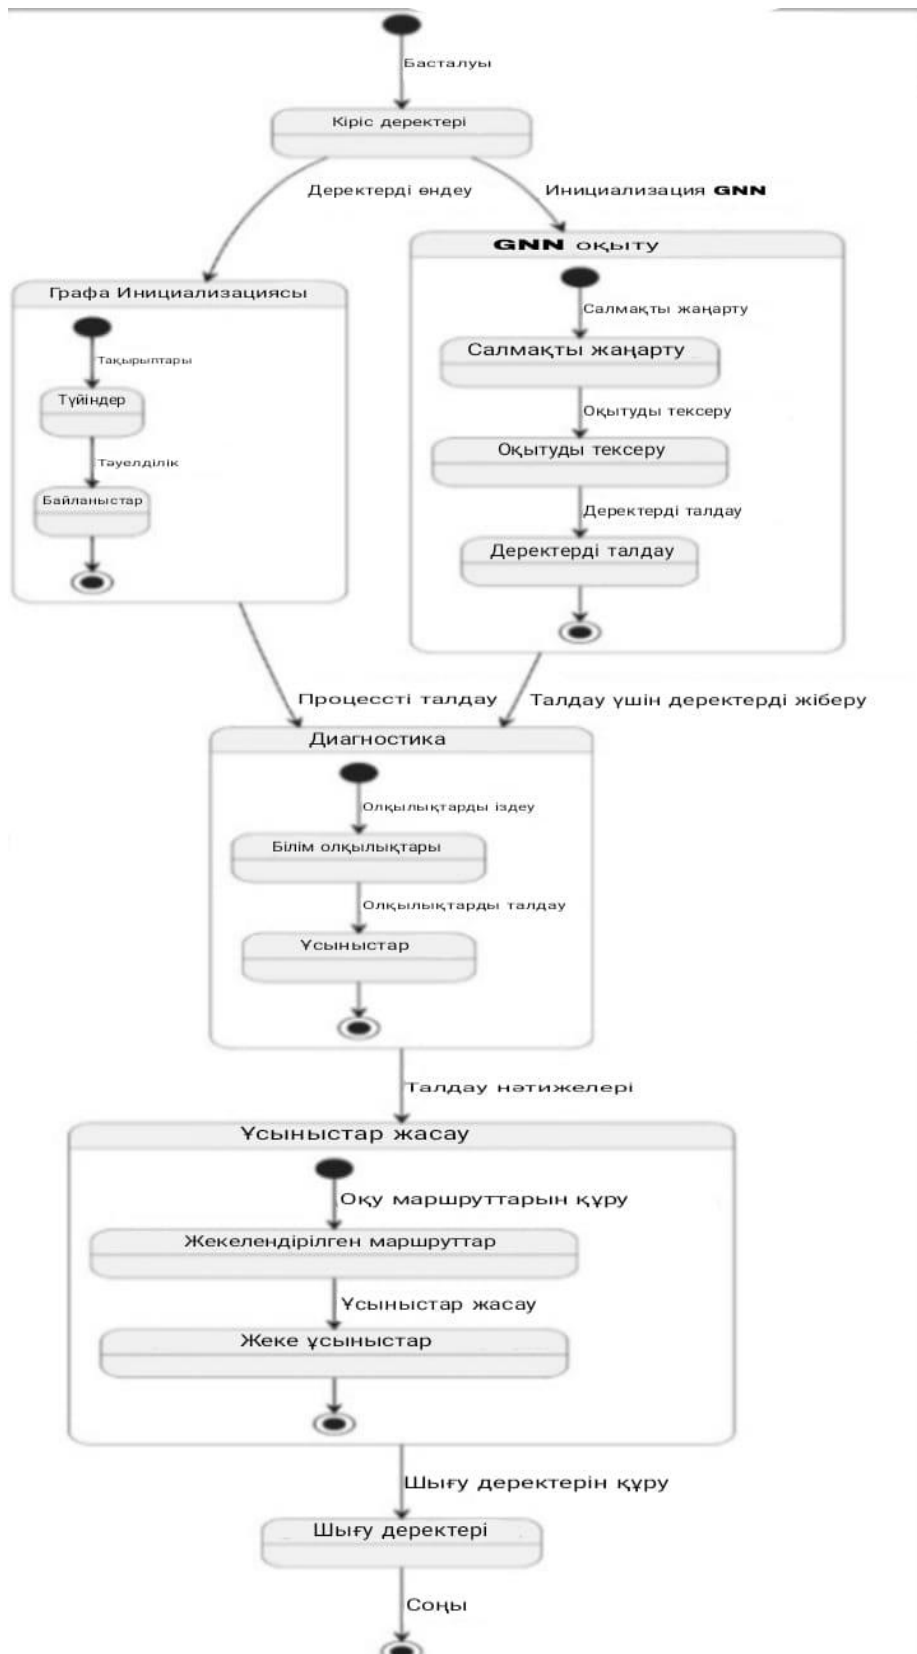 Басталуы
Кіріс деректері
Деректерді өңдеу
Инициализация GNN
GNN оқыту
Салмақты жаңарту
Салмақты жаңарту
Оқытуды тексеру
Оқытуды тексеру
Деректерді талдау
Деректерді талдау
Графа Инициализациясы
Тақырыптары
Түйіндер
Тәуелділік
Байланыстар
Процессті талдау
Талдау үшін деректерді жіберу
Диагностика
Олқылықтарды іздеу
Білім олқылықтары
Олқылықтарды талдау
Ұсыныстар
Талдау нәтижелері
Ұсыныстар жасау
Оқу маршруттарын құру
Жекелендірілген маршруттар
Ұсыныстар жасау
Жеке ұсыныстар
Шығу деректерін құру
Шығу деректері
Соңы